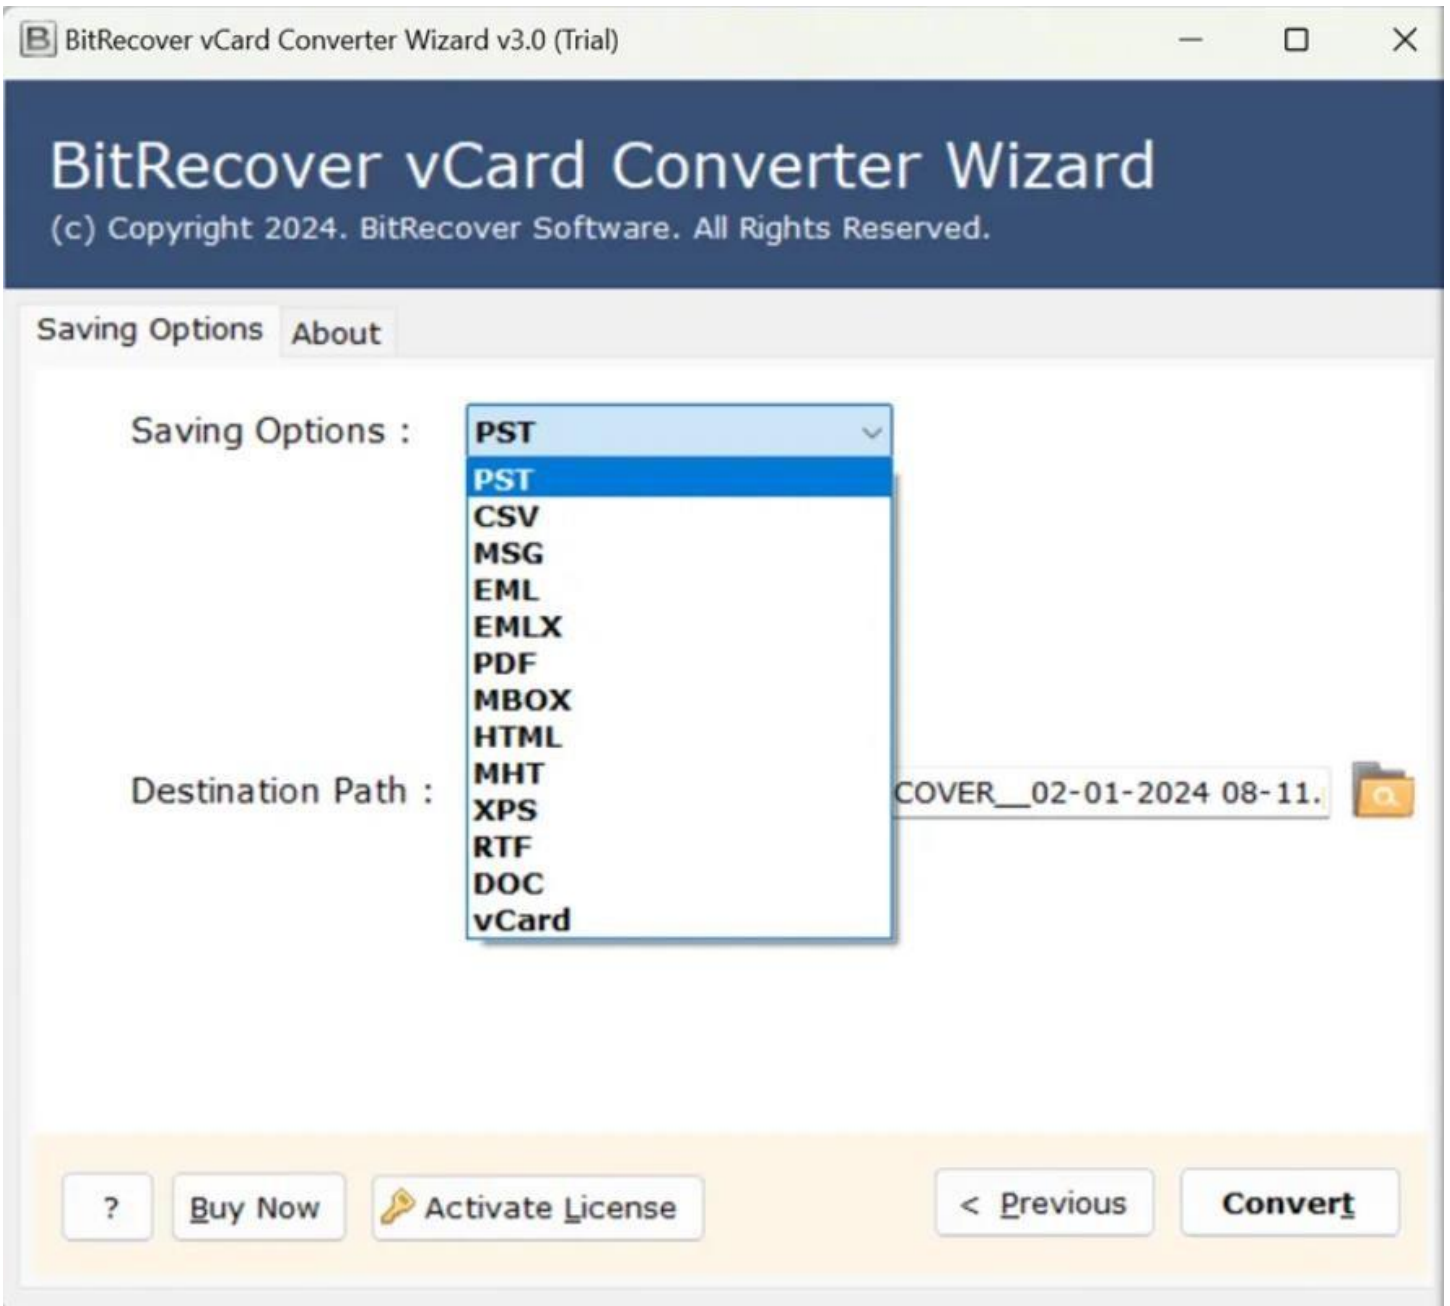 BitRecover vCard Converter Wizard v3.0 (Trial)
BitRecover vCard Converter Wizard
(c) Copyright 2024. BitRecover Software. All Rights Reserved.
Saving Options About
Saving Options : PST
PST
CSV
MSG
EML
EMLX
PDF
MBOX
HTML
MHT
XPS
RTF
DOC
vCard
Destination Path : COVER__02-01-2024 08-11.
? Buy Now Activate License < Previous Convert